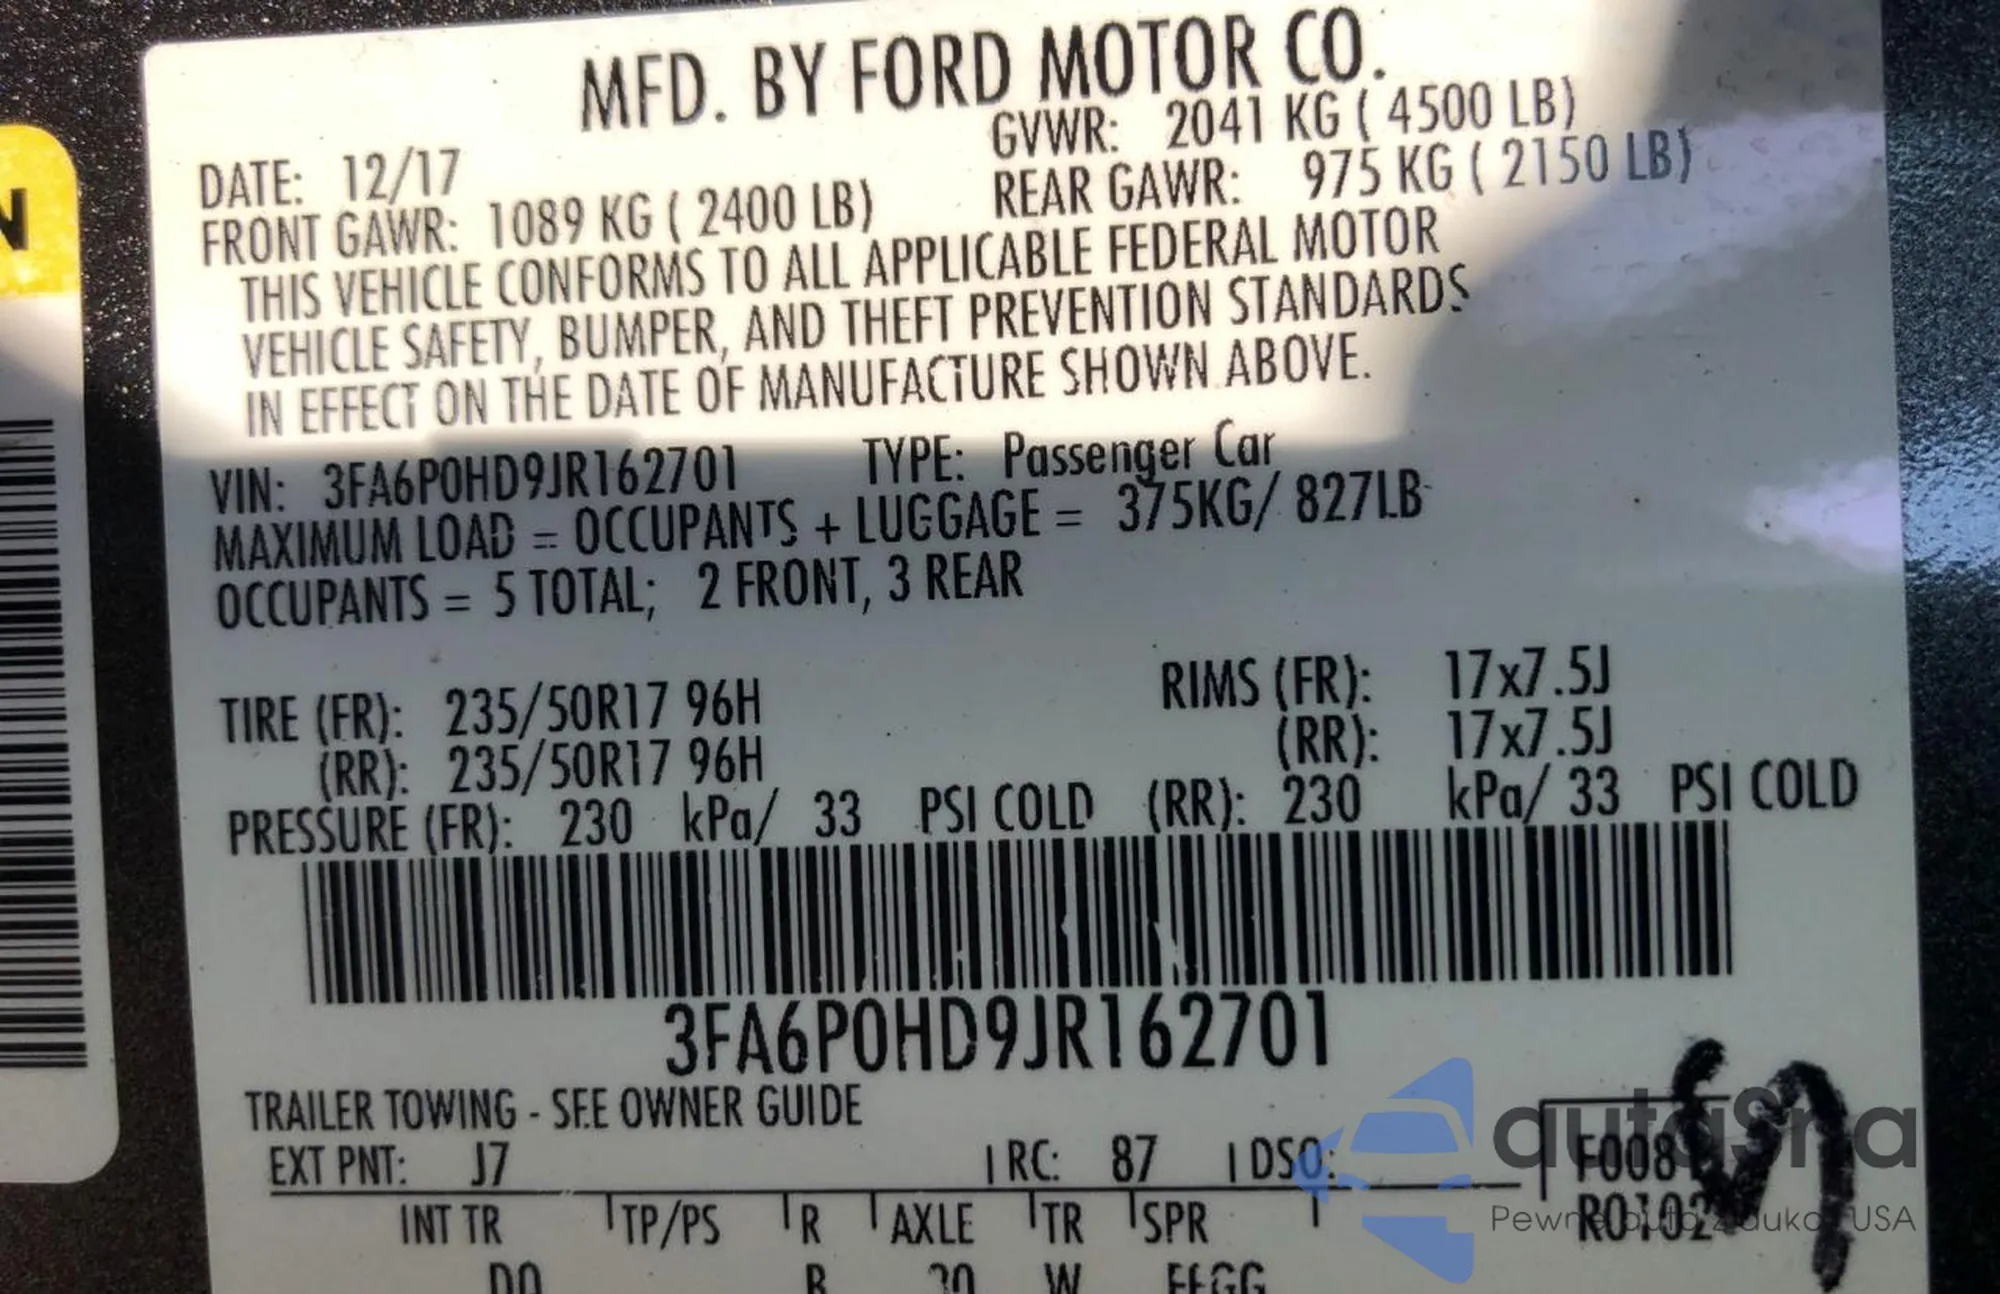 MFD. BY FORD MOTOR CO.
DATE: 12/17 GVWR: 2041 KG ( 4500 LB)
FRONT GAWR: 1089 KG ( 2400 LB) REAR GAWR: 975 KG ( 2150 LB)
THIS VEHICLE CONFORMS TO ALL APPLICABLE FEDERAL MOTOR
VEHICLE SAFETY, BUMPER, AND THEFT PREVENTION STANDARDS
IN EFFECT ON THE DATE OF MANUFACTURE SHOWN ABOVE.
VIN: 3FA6P0HD9JR162701 TYPE: Passenger Car
MAXIMUM LOAD = OCCUPANTS + LUGGAGE = 375KG/ 827LB
OCCUPANTS = 5 TOTAL; 2 FRONT, 3 REAR
TIRE (FR): 235/50R17 96H RIMS (FR): 17x7.5J
(RR): 235/50R17 96H (RR): 17x7.5J
PRESSURE (FR): 230 kPa/ 33 PSI COLD (RR): 230 kPa/ 33 PSI COLD
3FA6P0HD9JR162701
TRAILER TOWING - SEE OWNER GUIDE
EXT PNT: J7 RC: 87 DSO:
INT TR TP/PS R AXLE TR SPR
W
autaSna
Pewne auta z aukcji USA
N